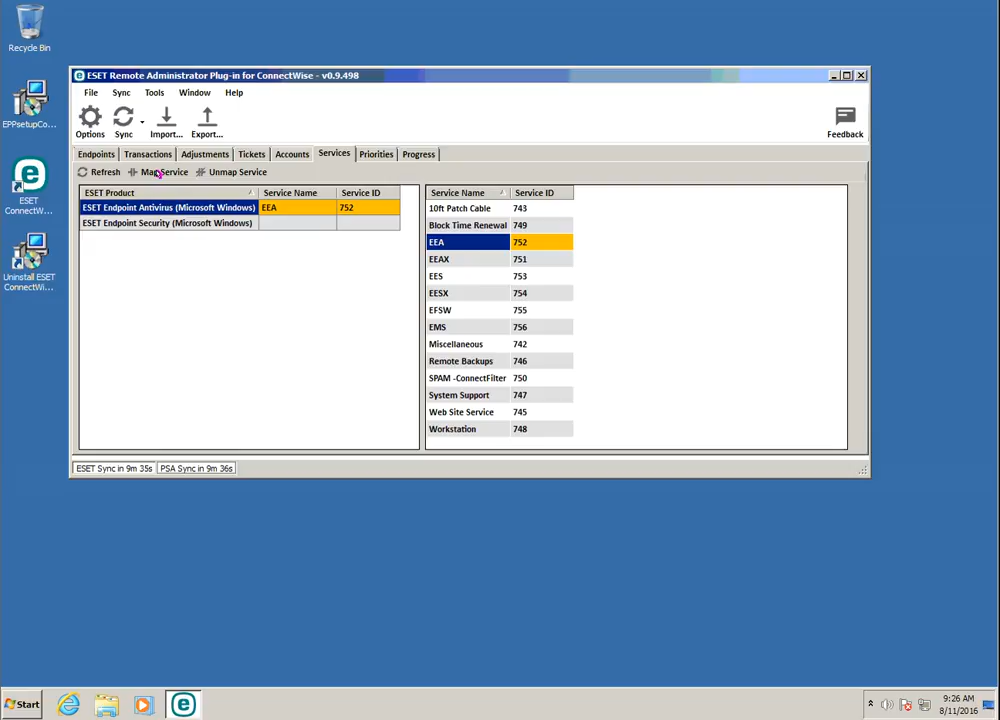 Recycle Bin
EPPsetupCo...
ESET
ConnectW...
Uninstall ESET
ConnectWi...
ESET Remote Administrator Plug-in for ConnectWise - v0.9.498
File Sync Tools Window Help
Options Sync Import... Export... Feedback
Endpoints Transactions Adjustments Tickets Accounts Services Priorities Progress
Refresh Map Service Unmap Service
ESET Product Service Name Service ID
ESET Endpoint Antivirus (Microsoft Windows) EEA 752
ESET Endpoint Security (Microsoft Windows)
Service Name Service ID
10ft Patch Cable 743
Block Time Renewal 749
EEA 752
EEAX 751
EES 753
EESX 754
EFSW 755
EMS 756
Miscellaneous 742
Remote Backups 746
SPAM -ConnectFilter 750
System Support 747
Web Site Service 745
Workstation 748
ESET Sync in 9m 35s PSA Sync in 9m 36s
Start
9:26 AM
8/11/2016